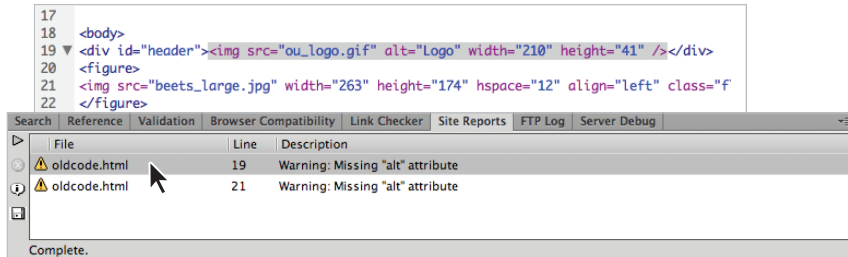 17
18 <body>
19 <div id="header"><img src="ou_logo.gif" alt="Logo" width="210" height="41" /></div>
20 <figure>
21 <img src="beets_large.jpg" width="263" height="174" hspace="12" align="left" class="f
22 </figure>
Search Reference Validation Browser Compatibility Link Checker Site Reports FTP Log Server Debug
File Line Description
oldcode.html 19 Warning: Missing "alt" attribute
oldcode.html 21 Warning: Missing "alt" attribute
Complete.